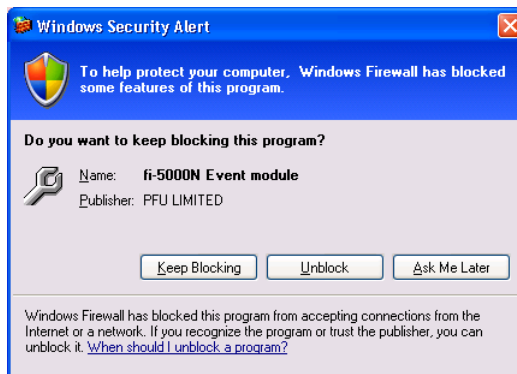 Windows Security Alert
To help protect your computer, Windows Firewall has blocked
some features of this program.
Do you want to keep blocking this program?
Name: fi-5000N Event module
Publisher: PFU LIMITED
Keep Blocking Unblock Ask Me Later
Windows Firewall has blocked this program from accepting connections from the
Internet or a network. If you recognize the program or trust the publisher, you can
unblock it. When should I unblock a program?